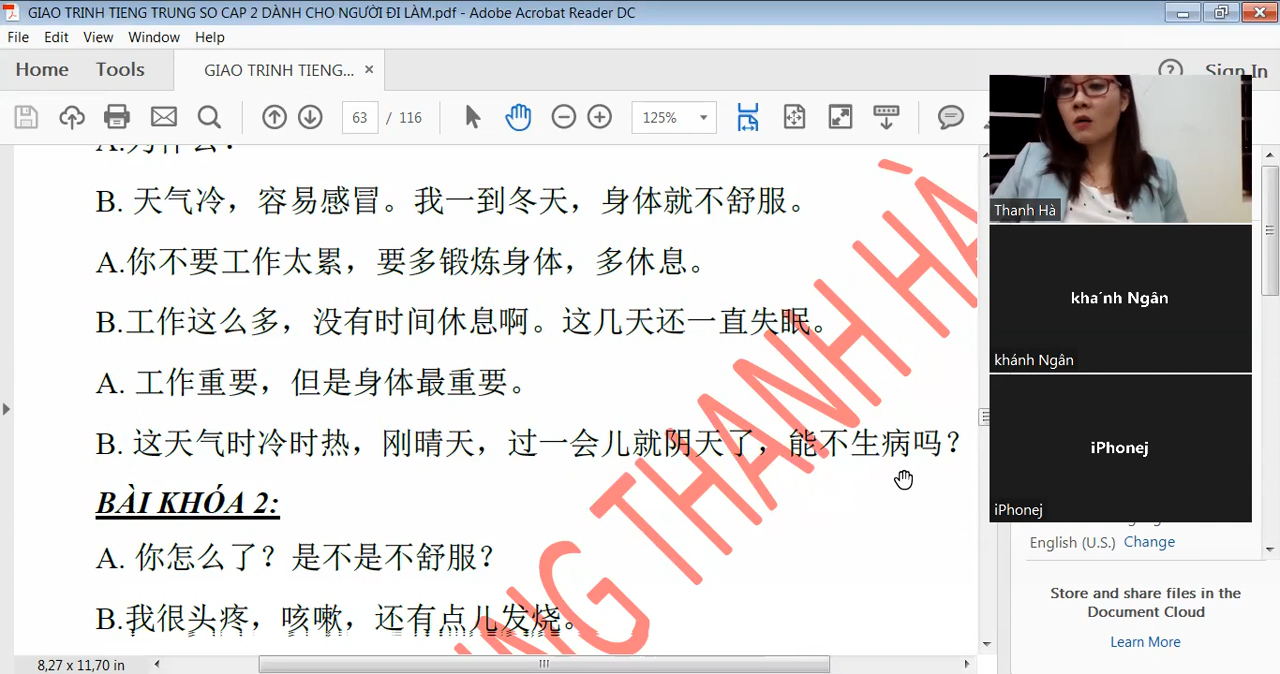 GIAO TRINH TIENG TRUNG SO CAP 2 DÀNH CHO NGƯỜI ĐI LÀM.pdf - Adobe Acrobat Reader DC
File Edit View Window Help
Home Tools GIAO TRINH TIENG... × Sign In
63 / 116 125%
A.为什么?
B. 天气冷，容易感冒。我一到冬天，身体就不舒服。
A.你不要工作太累，要多锻炼身体，多休息。
B.工作这么多，没有时间休息啊。这几天还一直失眠。
A. 工作重要，但是身体最重要。
B. 这天气时冷时热，刚晴天，过一会儿就阴天了，能不生病吗？
BÀI KHÓA 2:
A. 你怎么了？是不是不舒服？
B.我很头疼，咳嗽，还有点儿发烧。
NG THANH HÀ
Thanh Hà
kha´nh Ngân
khánh Ngân
iPhonej
iPhonej
English (U.S.) Change
Store and share files in the
Document Cloud
Learn More
8,27 x 11,70 in